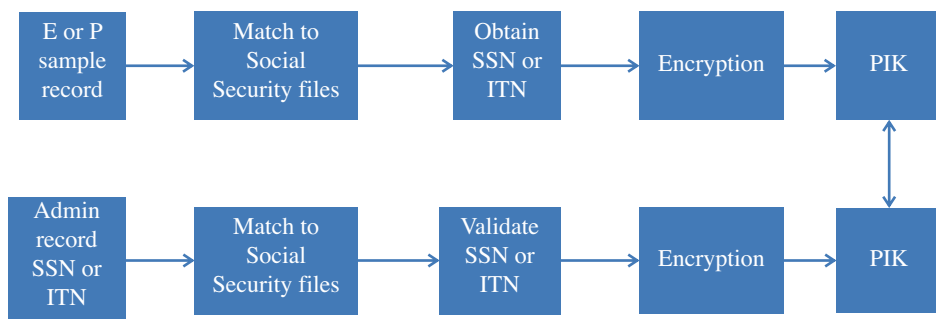 E or P
sample
record
Match to
Social
Security files
Obtain
SSN or
ITN
Encryption
PIK
Admin
record
SSN or
ITN
Match to
Social
Security files
Validate
SSN or
ITN
Encryption
PIK